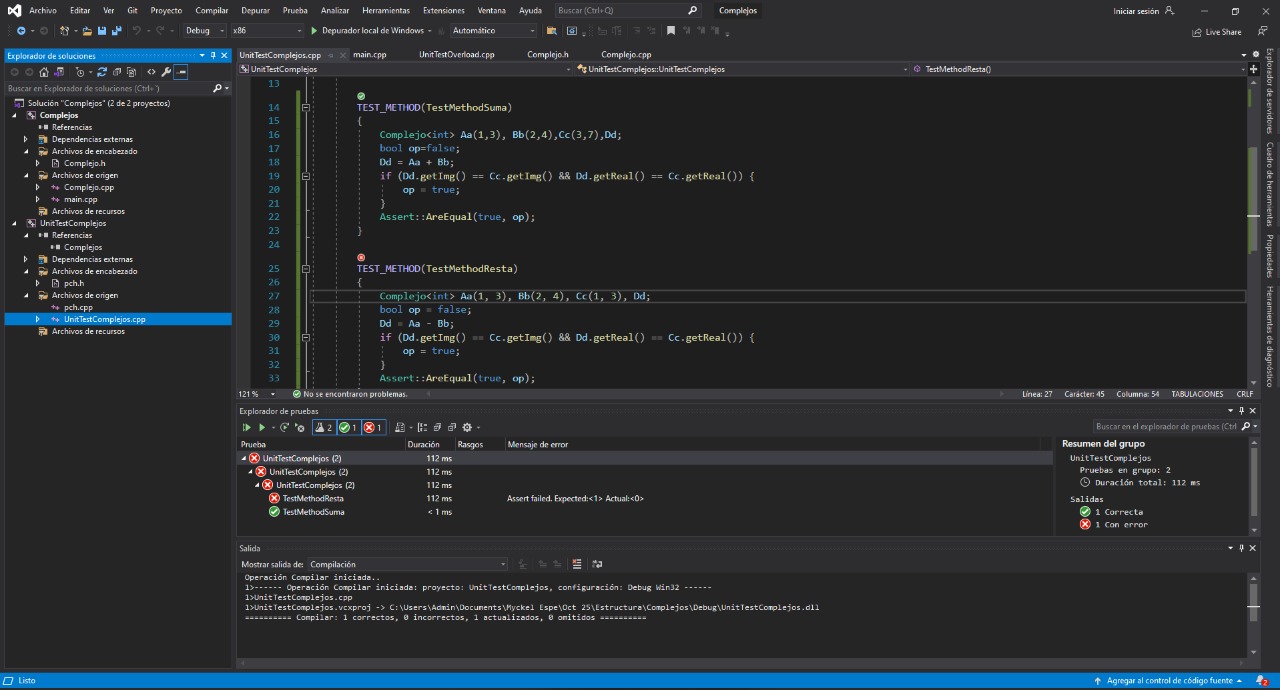 Archivo Editar Ver Git Proyecto Compilar Depurar Prueba Analizar Herramientas Extensiones Ventana Ayuda Buscar (Ctrl+Q) Complejos Iniciar sesión
Debug x86 Depurador local de Windows Automático Live Share
Explorador de soluciones
Buscar en Explorador de soluciones (Ctrl+')
Solución "Complejos" (2 de 2 proyectos)
Complejos
Referencias
Dependencias externas
Archivos de encabezado
Complejo.h
Archivos de origen
Complejo.cpp
main.cpp
Archivos de recursos
UnitTestComplejos
Referencias
Complejos
Dependencias externas
Archivos de encabezado
pch.h
Archivos de origen
pch.cpp
UnitTestComplejos.cpp
Archivos de recursos
UnitTestComplejos.cpp main.cpp UnitTestOverload.cpp Complejo.h Complejo.cpp
UnitTestComplejos UnitTestComplejos::UnitTestComplejos TestMethodResta()
13
14 TEST_METHOD(TestMethodSuma)
15 {
16 Complejo<int> Aa(1,3), Bb(2,4),Cc(3,7),Dd;
17 bool op=false;
18 Dd = Aa + Bb;
19 if (Dd.getImg() == Cc.getImg() && Dd.getReal() == Cc.getReal()) {
20 op = true;
21 }
22 Assert::AreEqual(true, op);
23 }
24
25 TEST_METHOD(TestMethodResta)
26 {
27 Complejo<int> Aa(1, 3), Bb(2, 4), Cc(1, 3), Dd;
28 bool op = false;
29 Dd = Aa - Bb;
30 if (Dd.getImg() == Cc.getImg() && Dd.getReal() == Cc.getReal()) {
31 op = true;
32 }
33 Assert::AreEqual(true, op);
121 % No se encontraron problemas. Línea: 27 Carácter: 45 Columna: 54 TABULACIONES CRLF
Explorador de servidores
Cuadro de herramientas
Propiedades
Herramientas de diagnóstico
Explorador de pruebas
2 1 1 Buscar en el explorador de pruebas (Ctrl
Prueba Duración Rasgos Mensaje de error
UnitTestComplejos (2) 112 ms
UnitTestComplejos (2) 112 ms
UnitTestComplejos (2) 112 ms
TestMethodResta 112 ms Assert failed. Expected:<1> Actual:<0>
TestMethodSuma < 1 ms
Resumen del grupo
UnitTestComplejos
Pruebas en grupo: 2
Duración total: 112 ms
Salidas
1 Correcta
1 Con error
Salida
Mostrar salida de: Compilación
Operación Compilar iniciada..
1>------ Operación Compilar iniciada: proyecto: UnitTestComplejos, configuración: Debug Win32 ------
1>UnitTestComplejos.cpp
1>UnitTestComplejos.vcxproj -> C:\Users\Admin\Documents\Myckel Espe\Oct 25\Estructura\Complejos\Debug\UnitTestComplejos.dll
========== Compilar: 1 correctos, 0 incorrectos, 1 actualizados, 0 omitidos ==========
Listo Agregar al control de código fuente 2